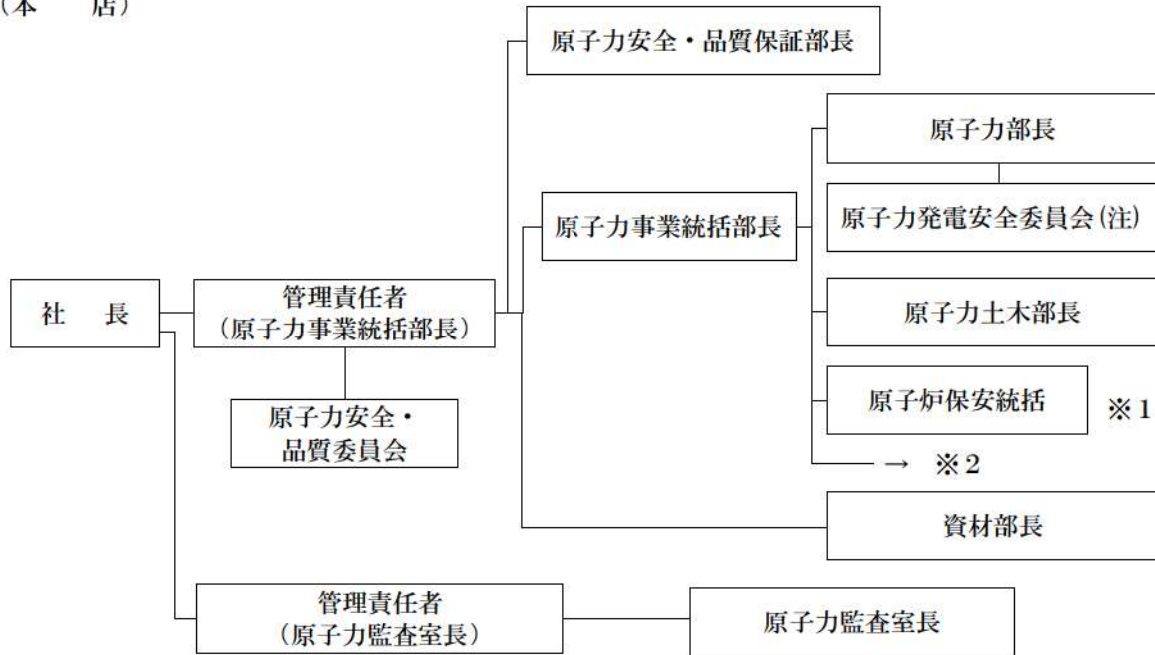 （本　　店）
原子力安全・品質保証部長
原子力部長
原子力事業統括部長
原子力発電安全委員会(注)
社　長
管理責任者
（原子力事業統括部長）
原子力土木部長
原子力安全・
品質委員会
原子炉保安統括
※１
→　※２
資材部長
管理責任者
（原子力監査室長）
原子力監査室長